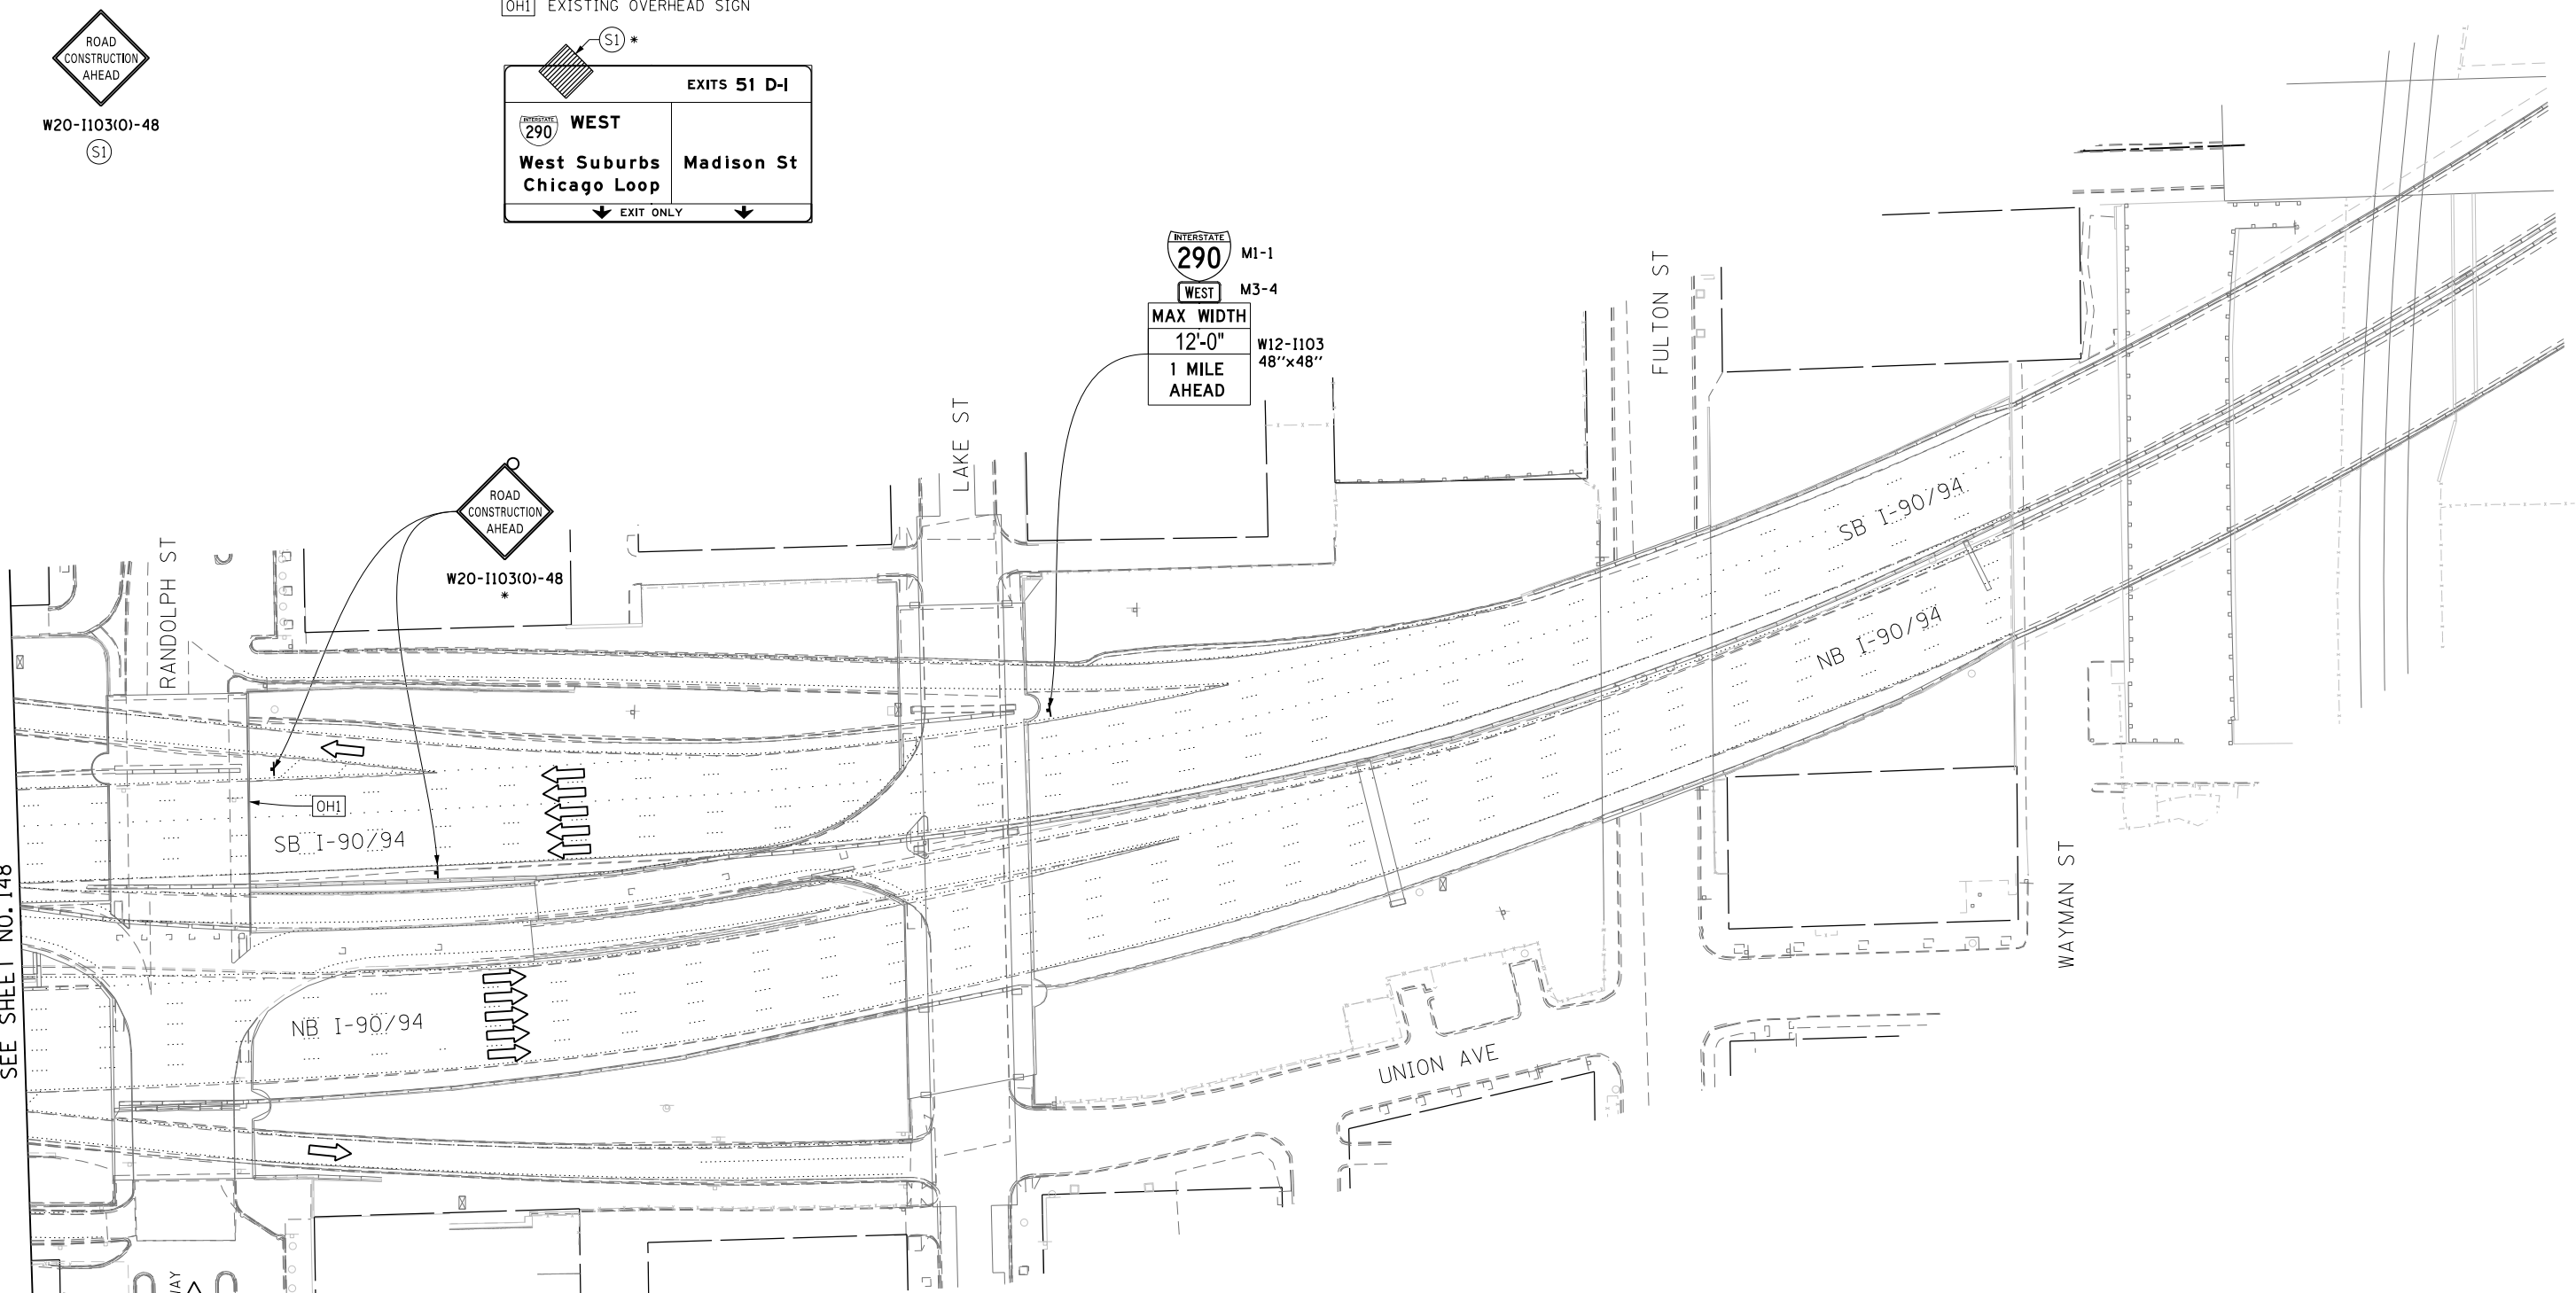 OH1 EXISTING OVERHEAD SIGN
ROAD
CONSTRUCTION
AHEAD
W20-I103(O)-48
S1
S1 *
EXITS 51 D-I
INTERSTATE
290 WEST
West Suburbs
Chicago Loop
Madison St
EXIT ONLY
INTERSTATE
290 M1-1
WEST M3-4
MAX WIDTH
12'-0"
1 MILE
AHEAD
W12-I103
48''x48''
FULTON ST
LAKE ST
RANDOLPH ST
ROAD
CONSTRUCTION
AHEAD
W20-I103(O)-48
*
SB I-90/94
NB I-90/94
OH1
SB I-90/94
SEE SHEET NO. 148
NB I-90/94
WAYMAN ST
UNION AVE